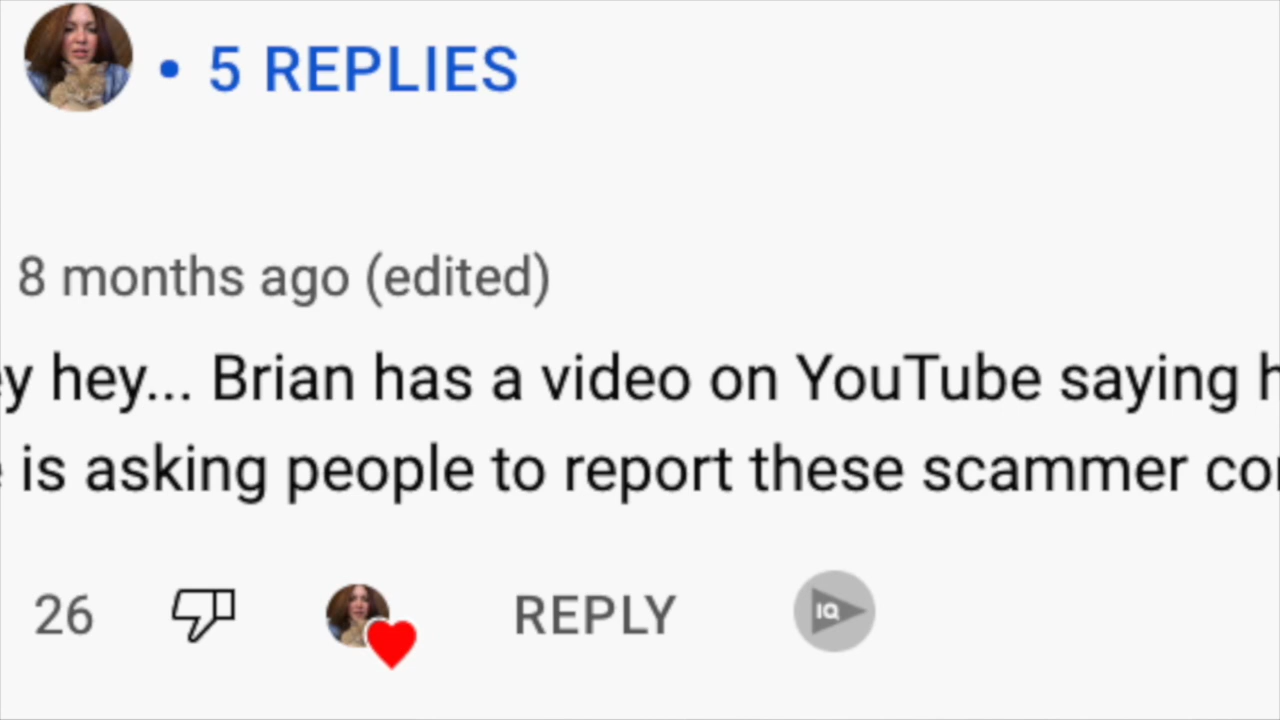 • 5 REPLIES
8 months ago (edited)
hey... Brian has a video on YouTube saying
is asking people to report these scammer
26
REPLY
IQ